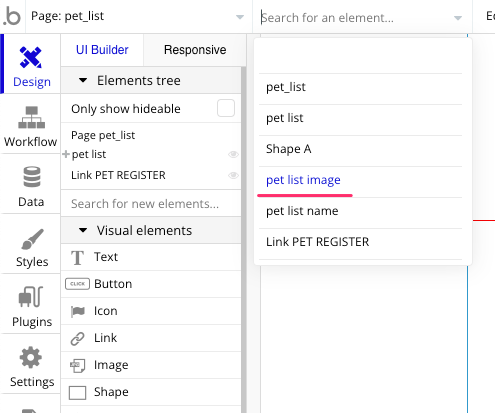 .b
Page: pet_list
Search for an element...
UI Builder
Responsive
Elements tree
Only show hideable
Page pet_list
pet list
Link PET REGISTER
Search for new elements...
Visual elements
Text
CLICK Button
Icon
Link
Image
Shape
Design
Workflow
Data
Styles
Plugins
Settings
pet_list
pet list
Shape A
pet list image
pet list name
Link PET REGISTER